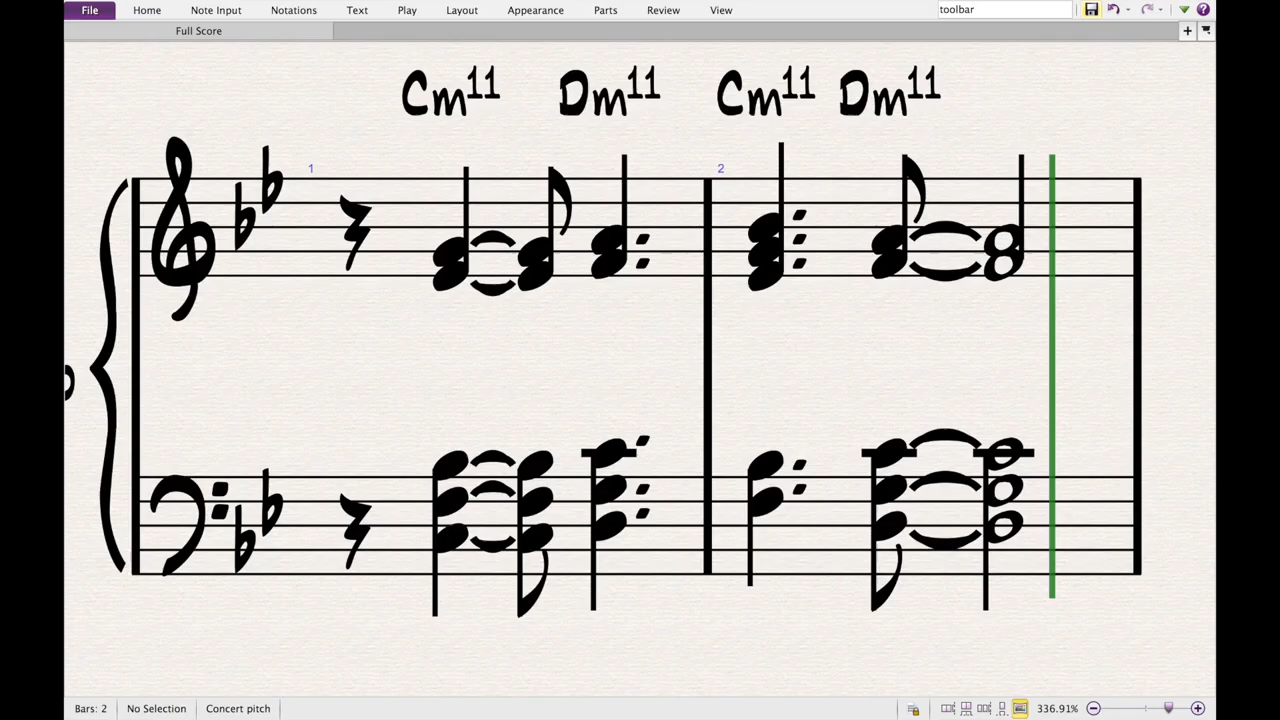 File Home Note Input Notations Text Play Layout Appearance Parts Review View toolbar
Full Score
Cm11 Dm11 Cm11 Dm11
1 2
Bars: 2 No Selection Concert pitch 336.91%